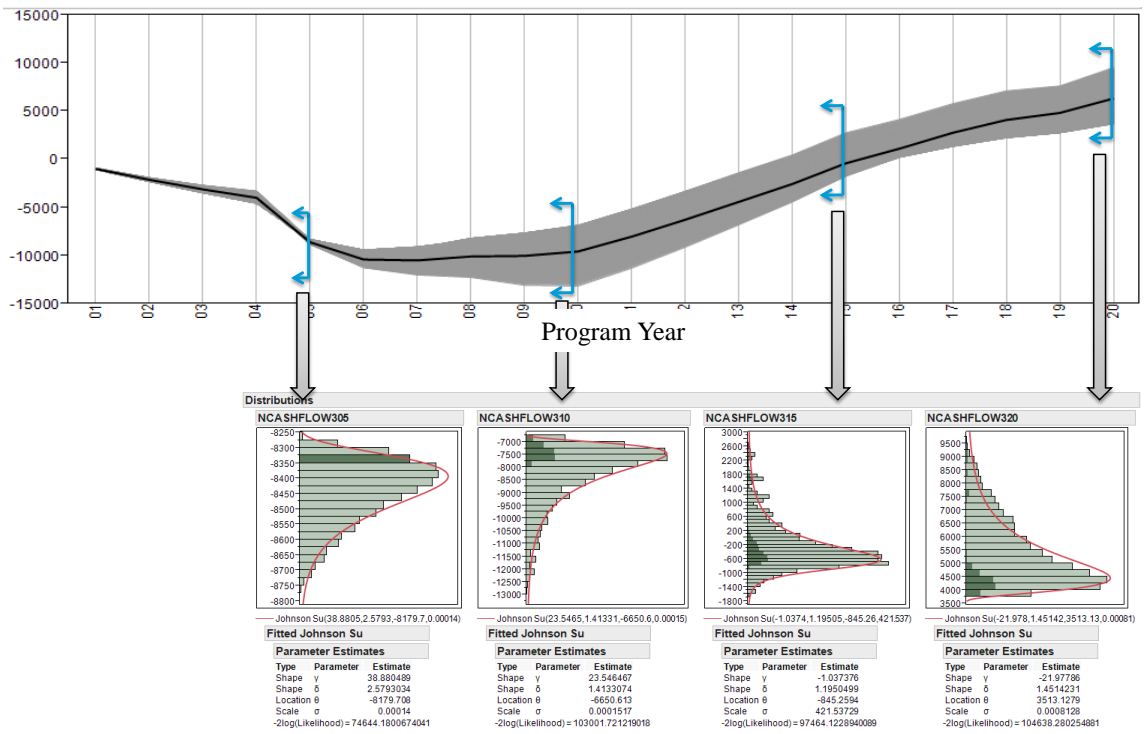 15000
10000
5000
0
-5000
-10000
-15000
01
02
03
04
05
06
07
08
09
0
1
2
13
14
15
16
17
18
19
20
Program Year
Distributions
NCASHFLOW305
-8250
-8350
-8400
-8450
-8550
-8650
-8750
-8800
Johnson Su(38.8805,2.5793,-8179.7,0.00014)
Fitted Johnson Su
Parameter Estimates
Type Parameter Estimate
Shape γ 38.880489
Shape δ 2.5793034
Location θ -8179.708
Scale σ 0.00014
-2log(Likelihood) = 74644.1800674041
NCASHFLOW310
-7000
-7500
-8000
-8500
-9000
-9500
-10000
-10500
-11000
-11500
-12000
-12500
-13000
Johnson Su(23.5465,1.41331,-6650.6,0.00015)
Fitted Johnson Su
Parameter Estimates
Type Parameter Estimate
Shape γ 23.546467
Shape δ 1.4133074
Location θ -6650.613
Scale σ 0.0001517
-2log(Likelihood) = 103001.721219018
NCASHFLOW315
3000
2600
2200
1800
1400
1000
600
200
-200
-600
-1000
-1400
-1800
Johnson Su(-1.0374,1.19505,-845.26,421.537)
Fitted Johnson Su
Parameter Estimates
Type Parameter Estimate
Shape γ -1.037376
Shape δ 1.1950499
Location θ -845.2594
Scale σ 421.53729
-2log(Likelihood) = 97464.1228940089
NCASHFLOW320
9500
9000
8500
8000
7500
7000
6500
6000
5500
5000
4500
4000
3500
Johnson Su(-21.978,1.45142,3513.13,0.00081)
Fitted Johnson Su
Parameter Estimates
Type Parameter Estimate
Shape γ -21.97786
Shape δ 1.4514231
Location θ 3513.1279
Scale σ 0.0008128
-2log(Likelihood) = 104638.280254881